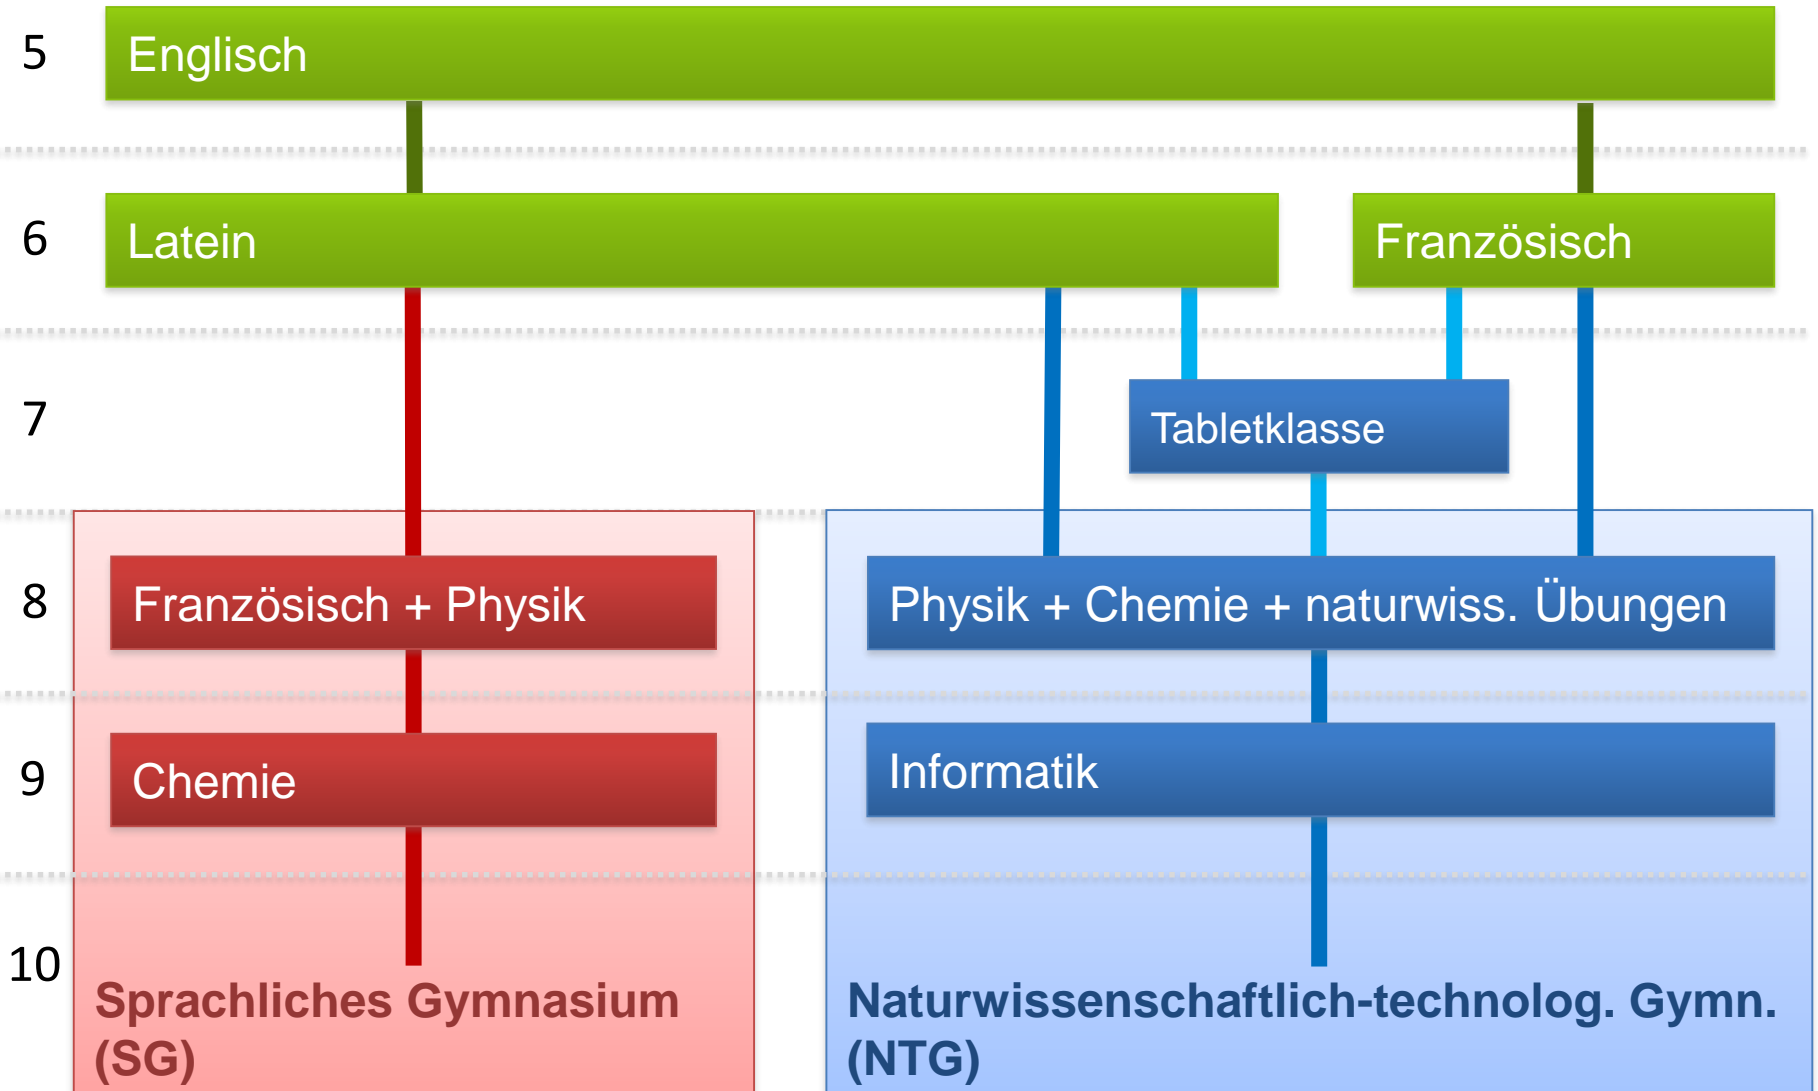 5
Englisch
6
Latein
Französisch
7
Tabletklasse
8
Französisch + Physik
Physik + Chemie + naturwiss. Übungen
9
Chemie
Informatik
10
Sprachliches Gymnasium
(SG)
Naturwissenschaftlich-technolog. Gymn.
(NTG)